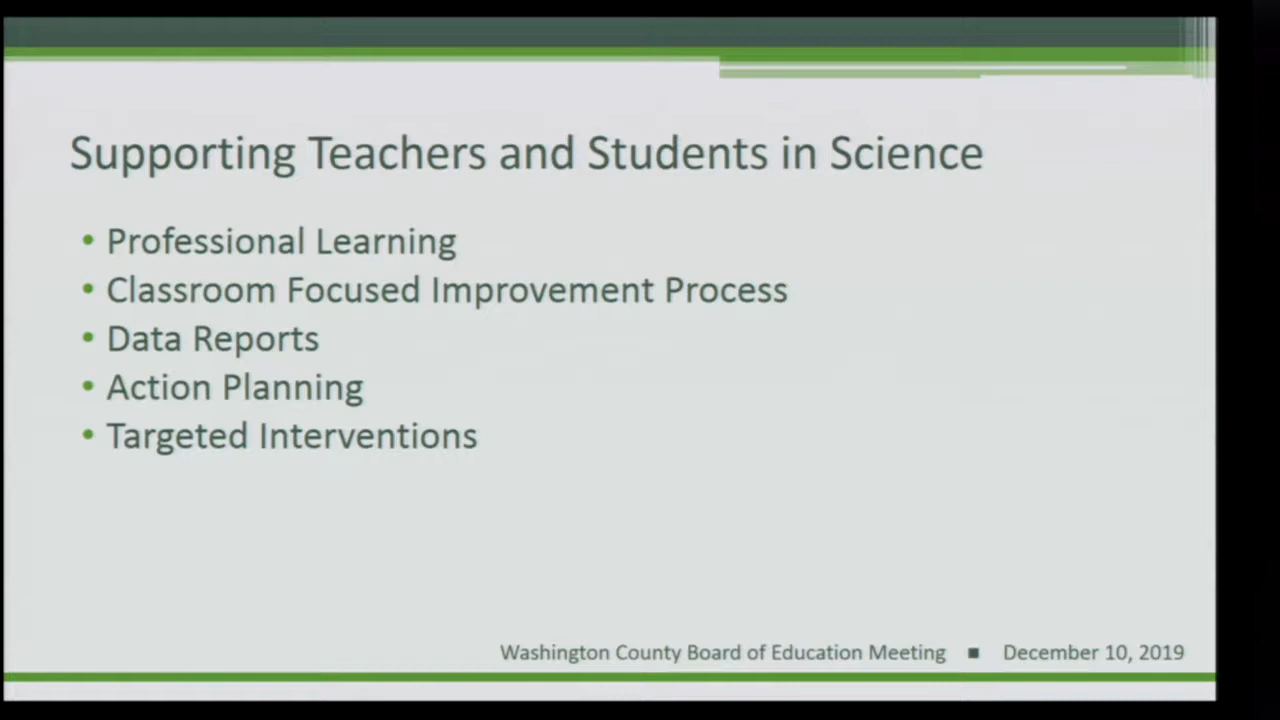 Supporting Teachers and Students in Science
• Professional Learning
• Classroom Focused Improvement Process
• Data Reports
• Action Planning
• Targeted Interventions
Washington County Board of Education Meeting ■ December 10, 2019